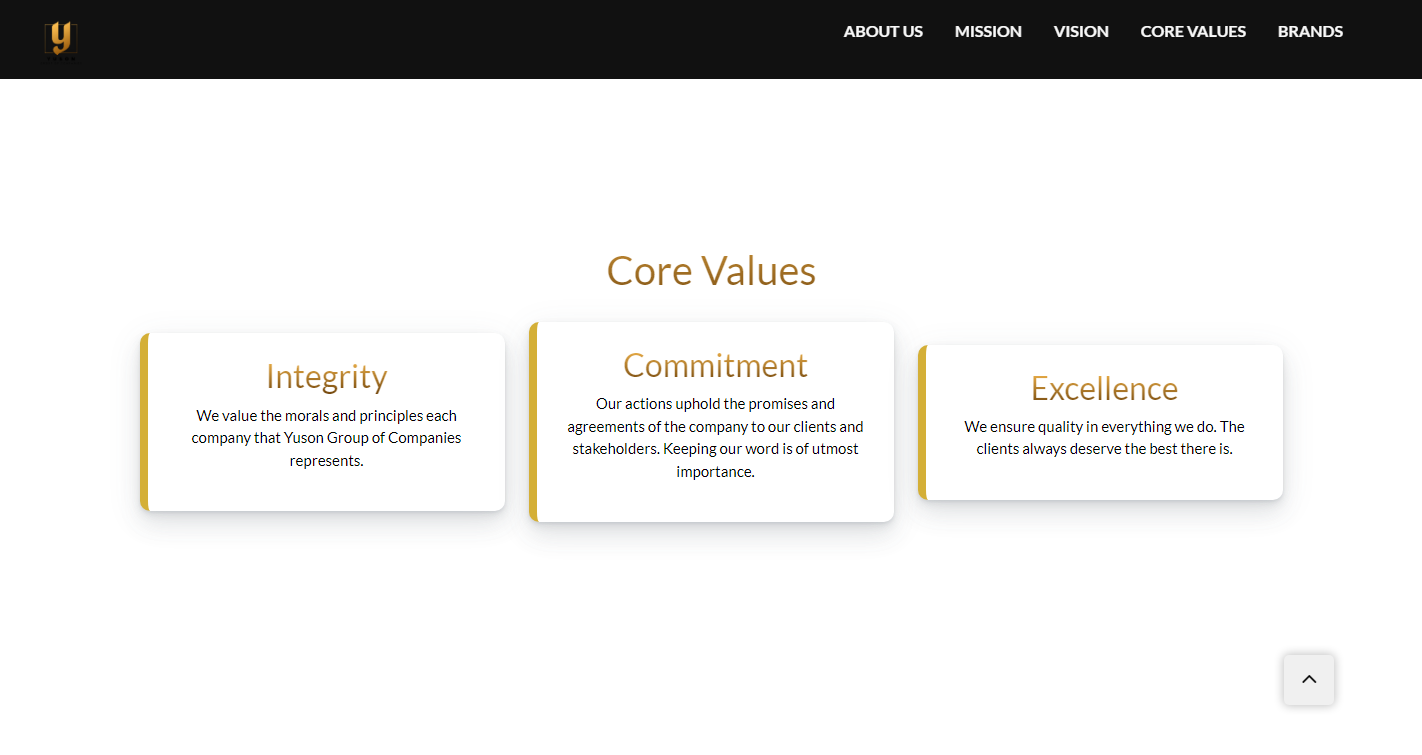 y
ABOUT US MISSION VISION CORE VALUES BRANDS
Core Values
Integrity
We value the morals and principles each
company that Yuson Group of Companies
represents.
Commitment
Our actions uphold the promises and
agreements of the company to our clients and
stakeholders. Keeping our word is of utmost
importance.
Excellence
We ensure quality in everything we do. The
clients always deserve the best there is.